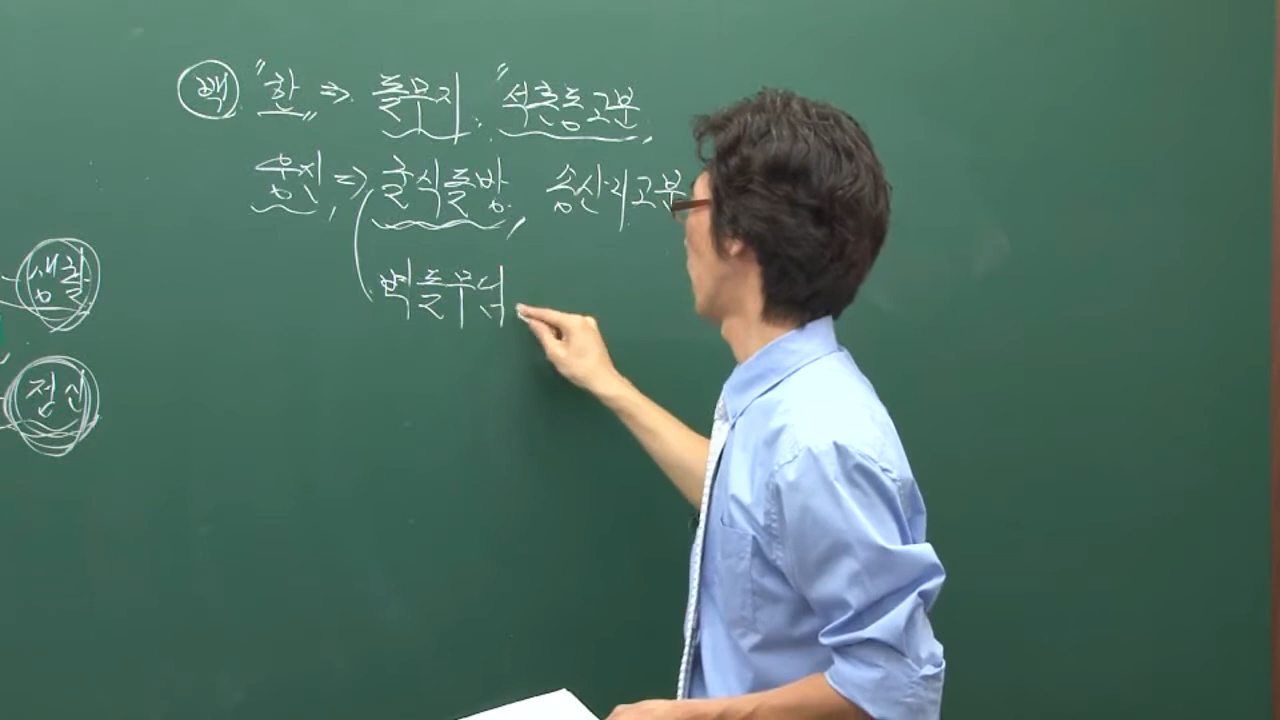 백 "한" => 돌무지, "석촌동고분,
웅진, => 굴식돌방, 송산리고분
벽돌무덤
생활
정신